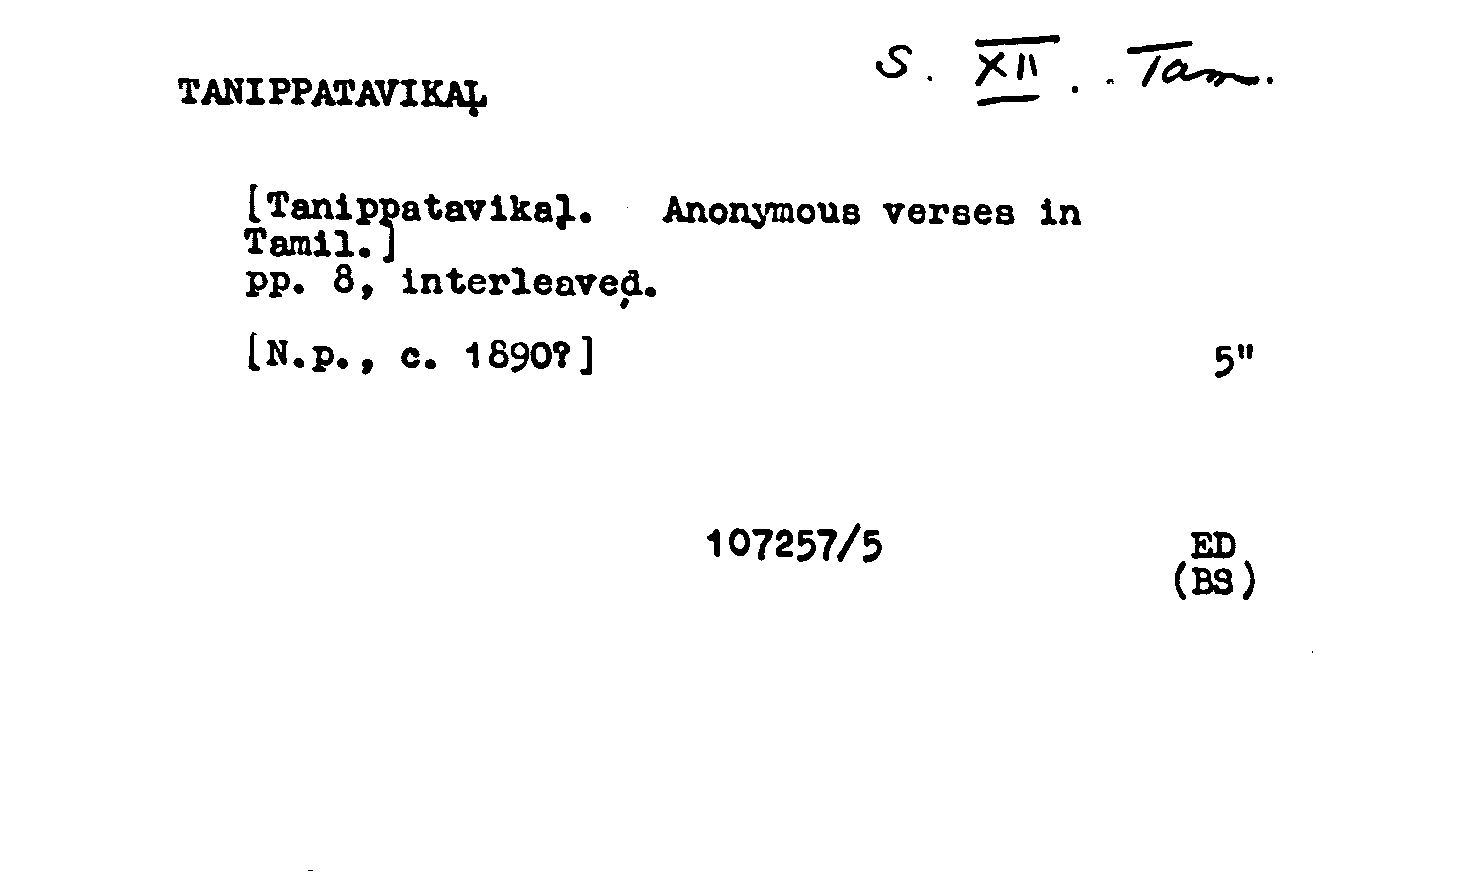 S. XII. Tam.
TANIPPATAVIKAḶ
[Tanippatavikaḷ. Anonymous verses in
Tamil.]
pp. 8, interleaved.
[N.p., c. 1890?] 5"
107257/5 ED
(BS)